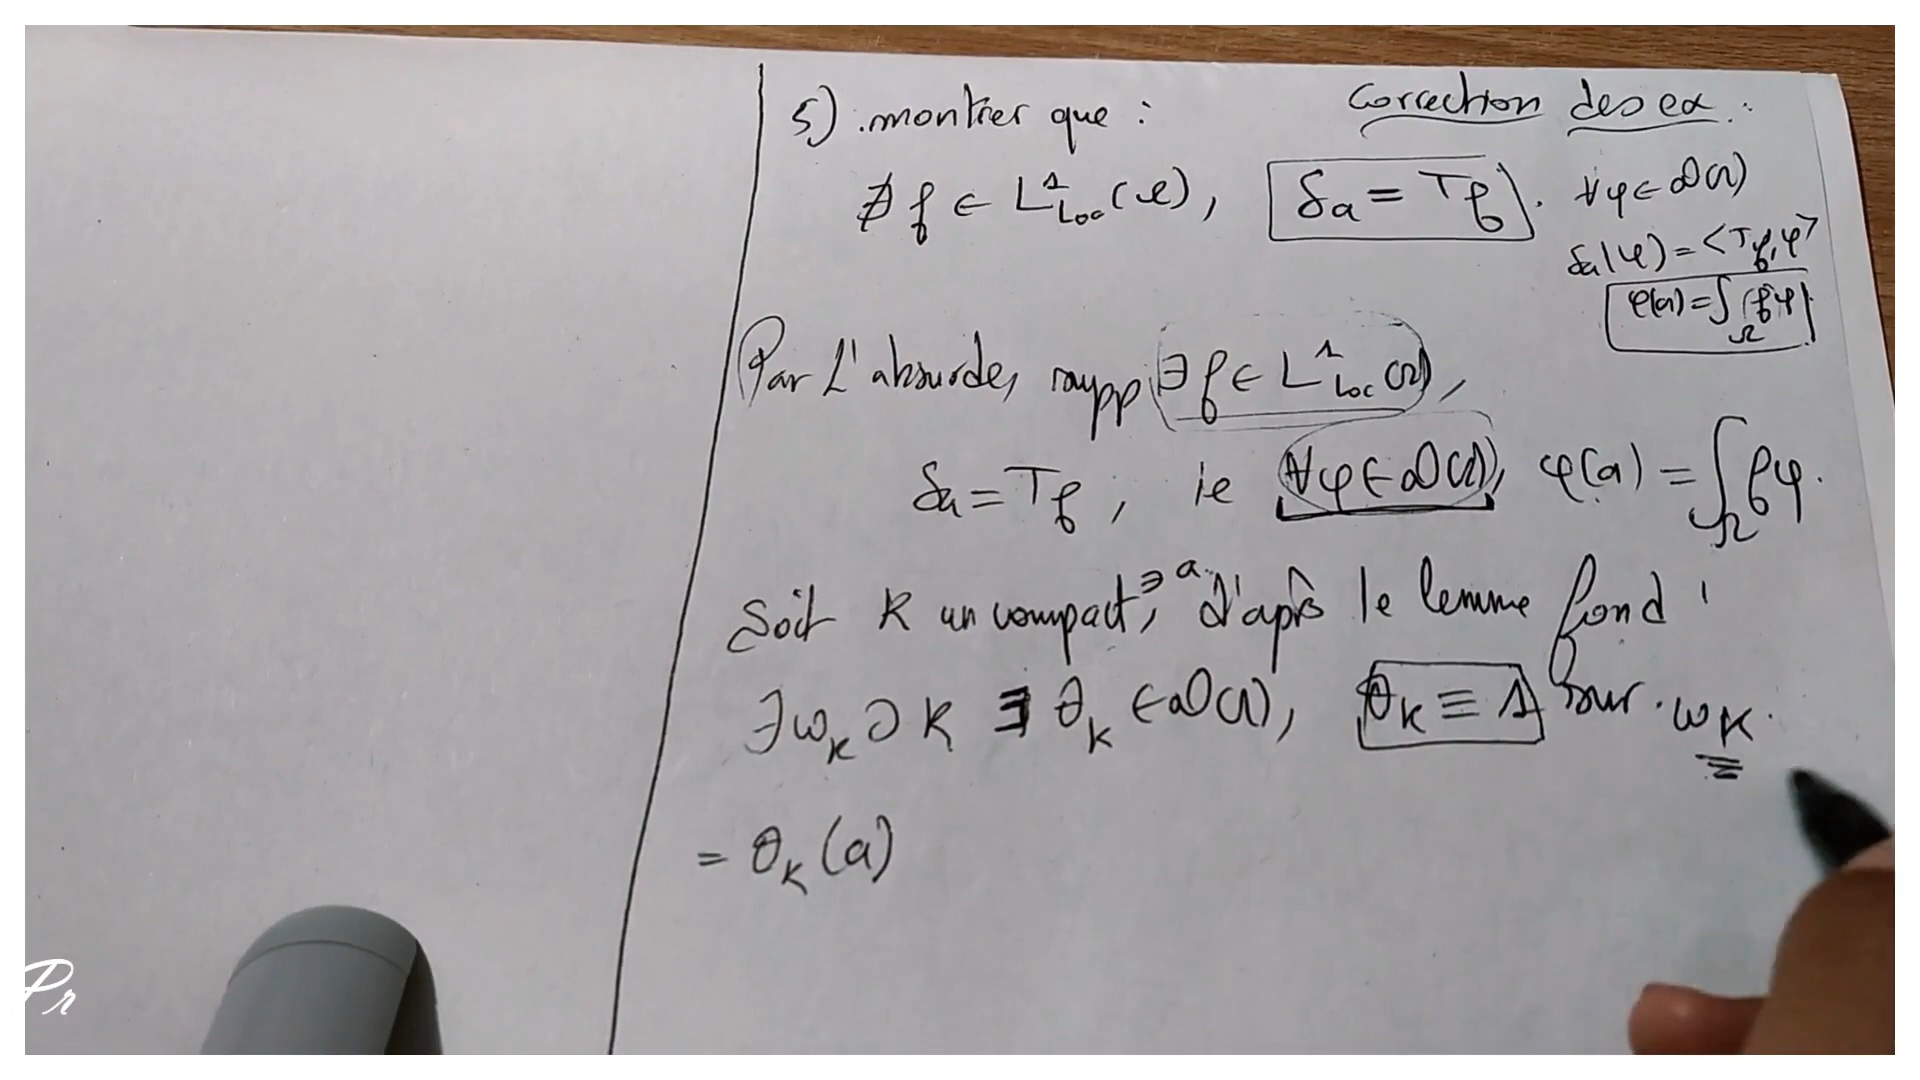 Correction des ex :
5) montrer que :
∄ f ∈ L¹Loc(Ω), δa = Tf . ∀φ ∈ D(Ω)
δa(φ) = <Tf, φ>
φ(a) = ∫Ω fφ
Par L'absurde, supp ∃ f ∈ L¹Loc(Ω),
δa = Tf , ie ∀φ ∈ D(Ω), φ(a) = ∫Ω fφ.
Soit K un compact, ∋ a. d'après le lemme fond
∃ ωK ⊃ K ∃ θK ∈ D(Ω), θK ≡ 1 sur ωK.
= θK(a)
Pr